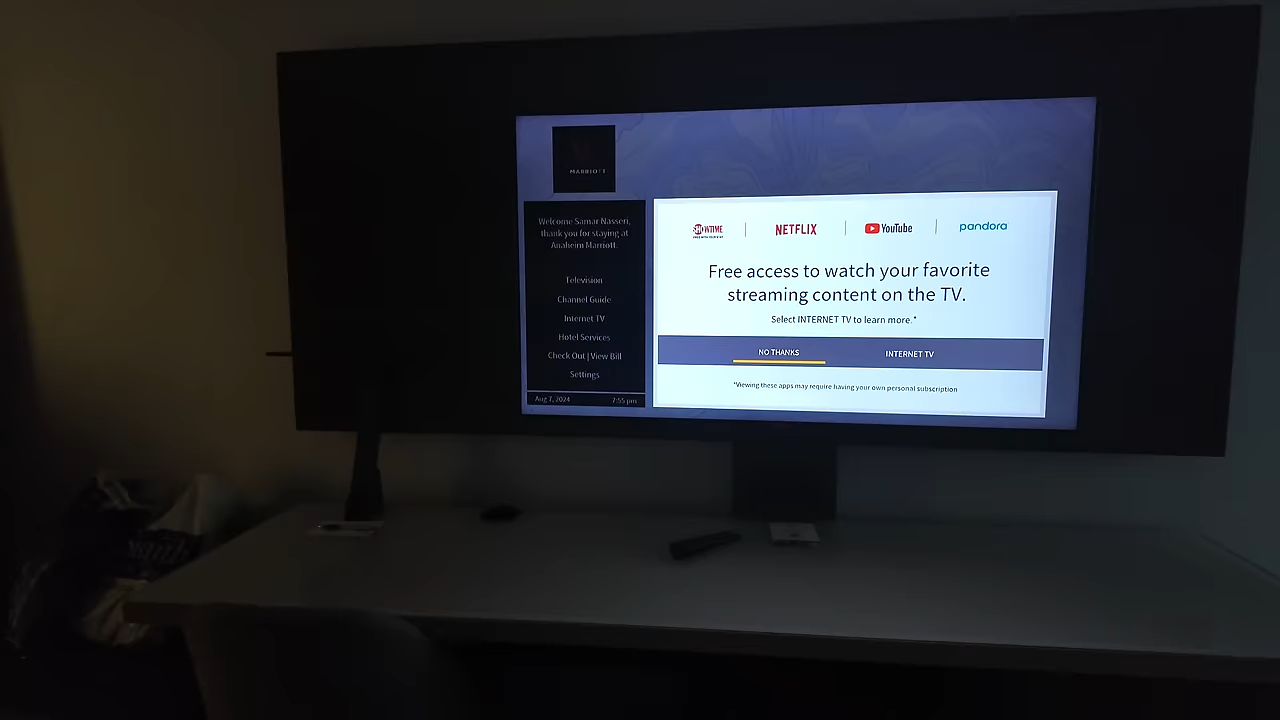 MARRIOTT
Welcome Samar Nasseri,
thank you for staying at
Anaheim Marriott.
Television
Channel Guide
Internet TV
Hotel Services
Check Out | View Bill
Settings
Aug 7, 2024 7:55 pm
SHOWTIME
NETFLIX
YouTube
pandora
Free access to watch your favorite
streaming content on the TV.
Select INTERNET TV to learn more.*
NO THANKS INTERNET TV
*Viewing these apps may require having your own personal subscription